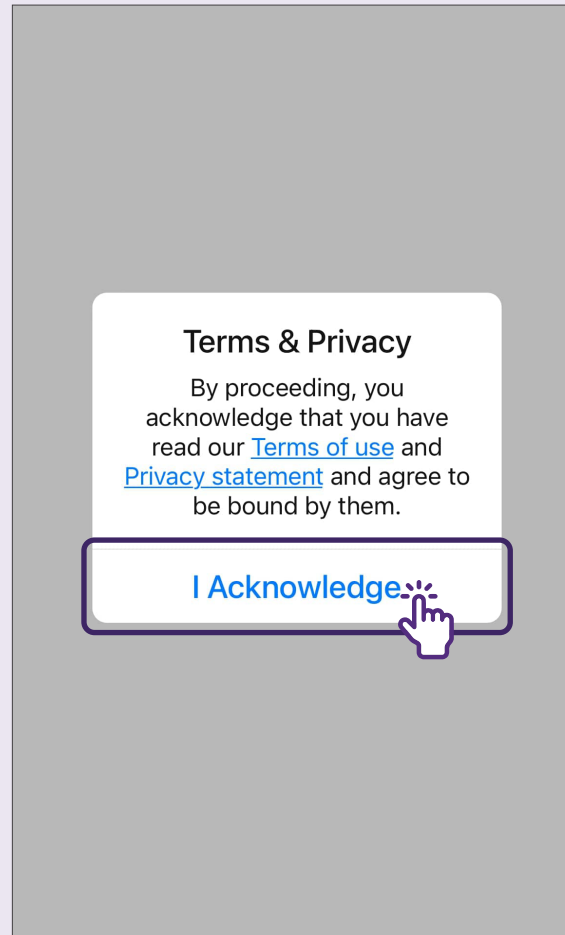 Terms & Privacy
By proceeding, you
acknowledge that you have
read our Terms of use and
Privacy statement and agree to
be bound by them.
I Acknowledge